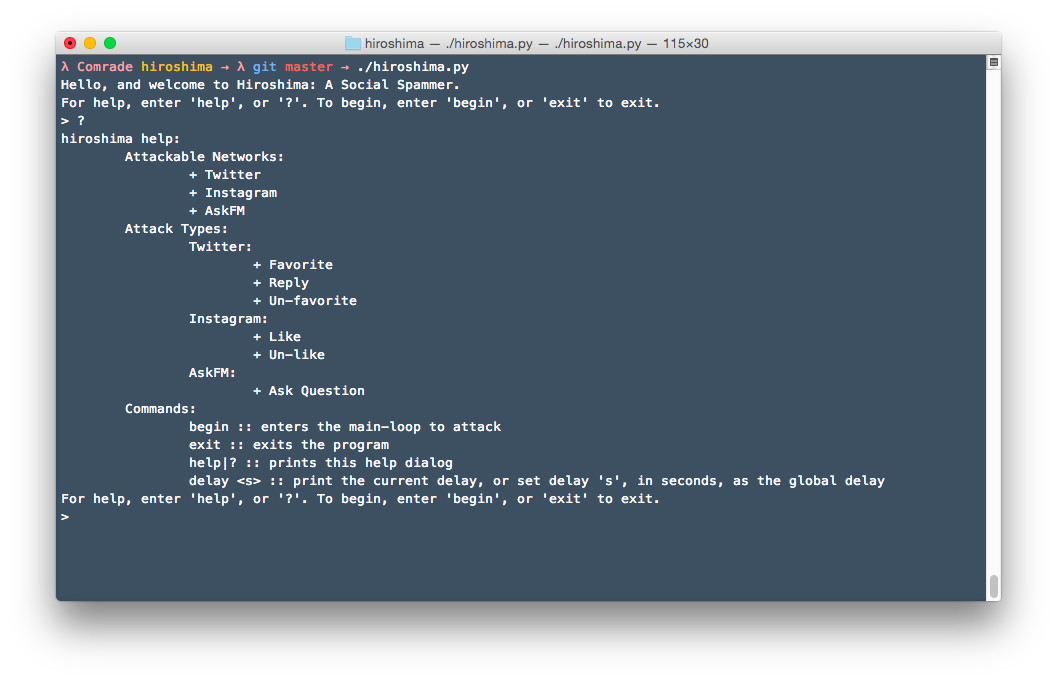 hiroshima — ./hiroshima.py — ./hiroshima.py — 115×30
λ Comrade hiroshima → λ git master → ./hiroshima.py
Hello, and welcome to Hiroshima: A Social Spammer.
For help, enter 'help', or '?'. To begin, enter 'begin', or 'exit' to exit.
> ?
hiroshima help:
        Attackable Networks:
                + Twitter
                + Instagram
                + AskFM
        Attack Types:
                Twitter:
                        + Favorite
                        + Reply
                        + Un-favorite
                Instagram:
                        + Like
                        + Un-like
                AskFM:
                        + Ask Question
        Commands:
                begin :: enters the main-loop to attack
                exit :: exits the program
                help|? :: prints this help dialog
                delay <s> :: print the current delay, or set delay 's', in seconds, as the global delay
For help, enter 'help', or '?'. To begin, enter 'begin', or 'exit' to exit.
>